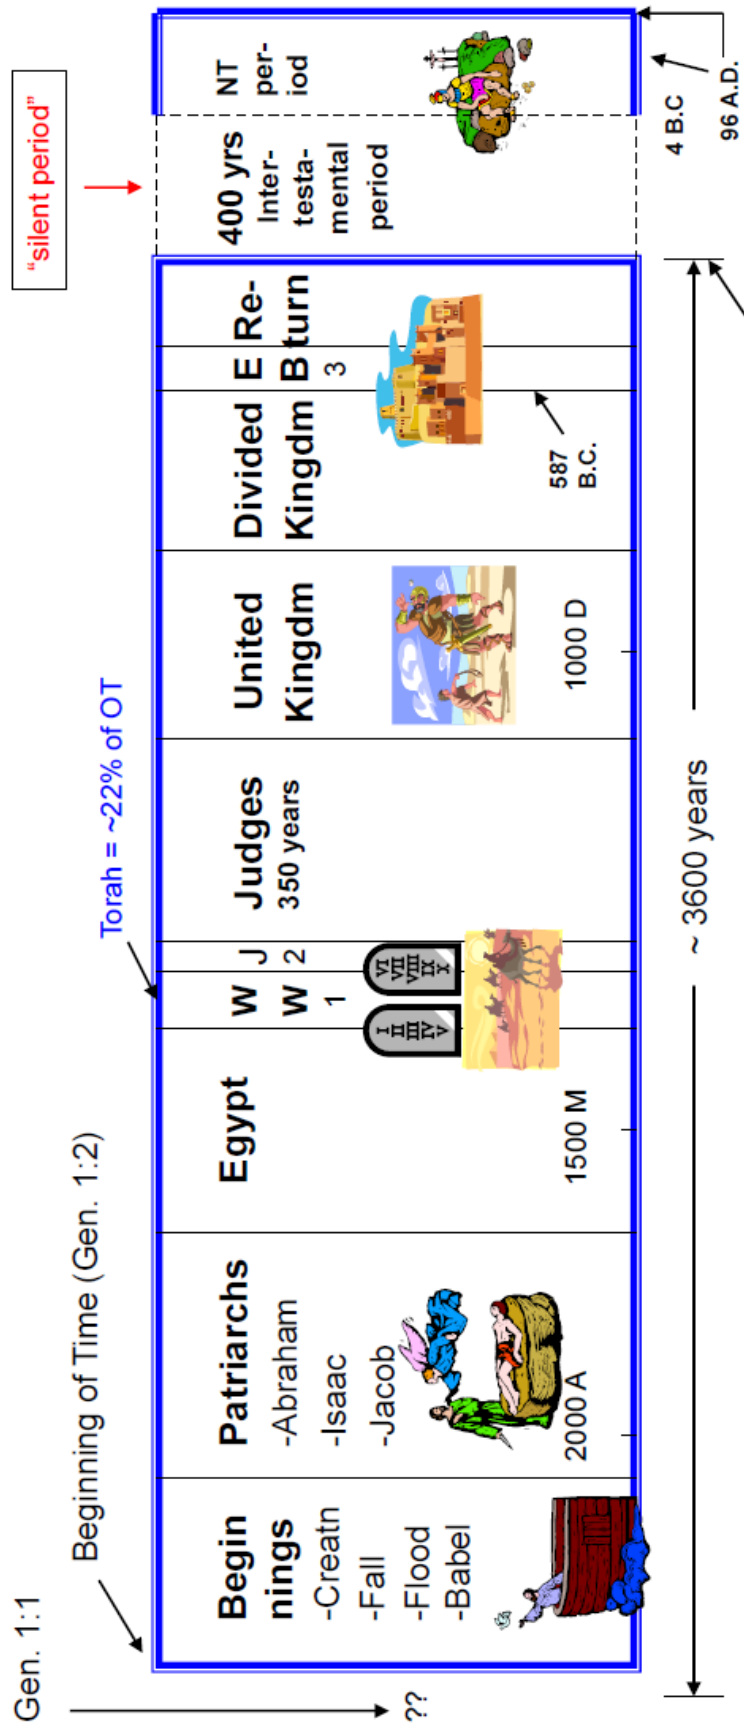 Gen. 1:1
??
Beginning of Time (Gen. 1:2)
Torah = ~22% of OT
"silent period"
Begin
nings
-Creatn
-Fall
-Flood
-Babel
Patriarchs
-Abraham
-Isaac
-Jacob
2000 A
Egypt
1500 M
W
W
1
J
2
I
II
III
IV
V
VI
VII
VIII
IX
X
Judges
350 years
United
Kingdm
1000 D
Divided
Kingdm
587
B.C.
E
B
3
Re-
turn
400 yrs
Inter-
testa-
mental
period
NT
per-
iod
4 B.C
96 A.D.
~ 3600 years